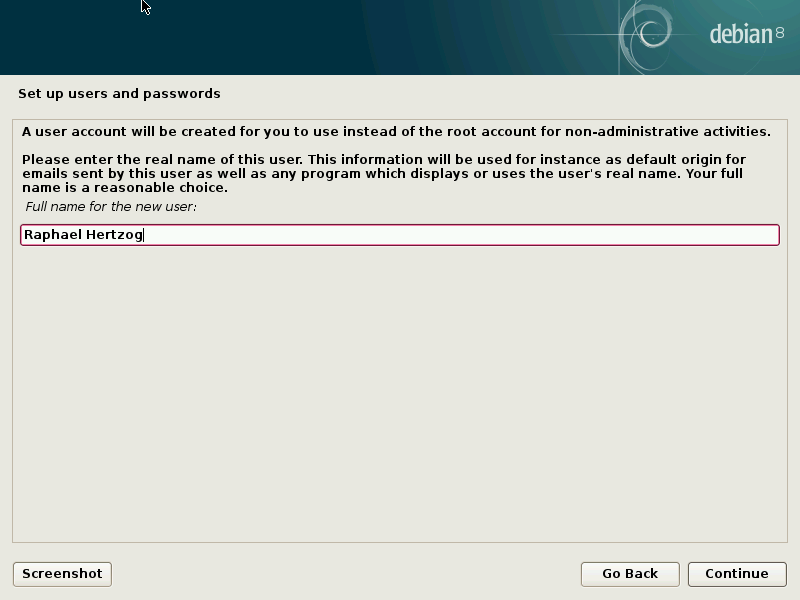 debian 8
Set up users and passwords
A user account will be created for you to use instead of the root account for non-administrative activities.
Please enter the real name of this user. This information will be used for instance as default origin for
emails sent by this user as well as any program which displays or uses the user's real name. Your full
name is a reasonable choice.
Full name for the new user:
Raphael Hertzog
Screenshot
Go Back
Continue